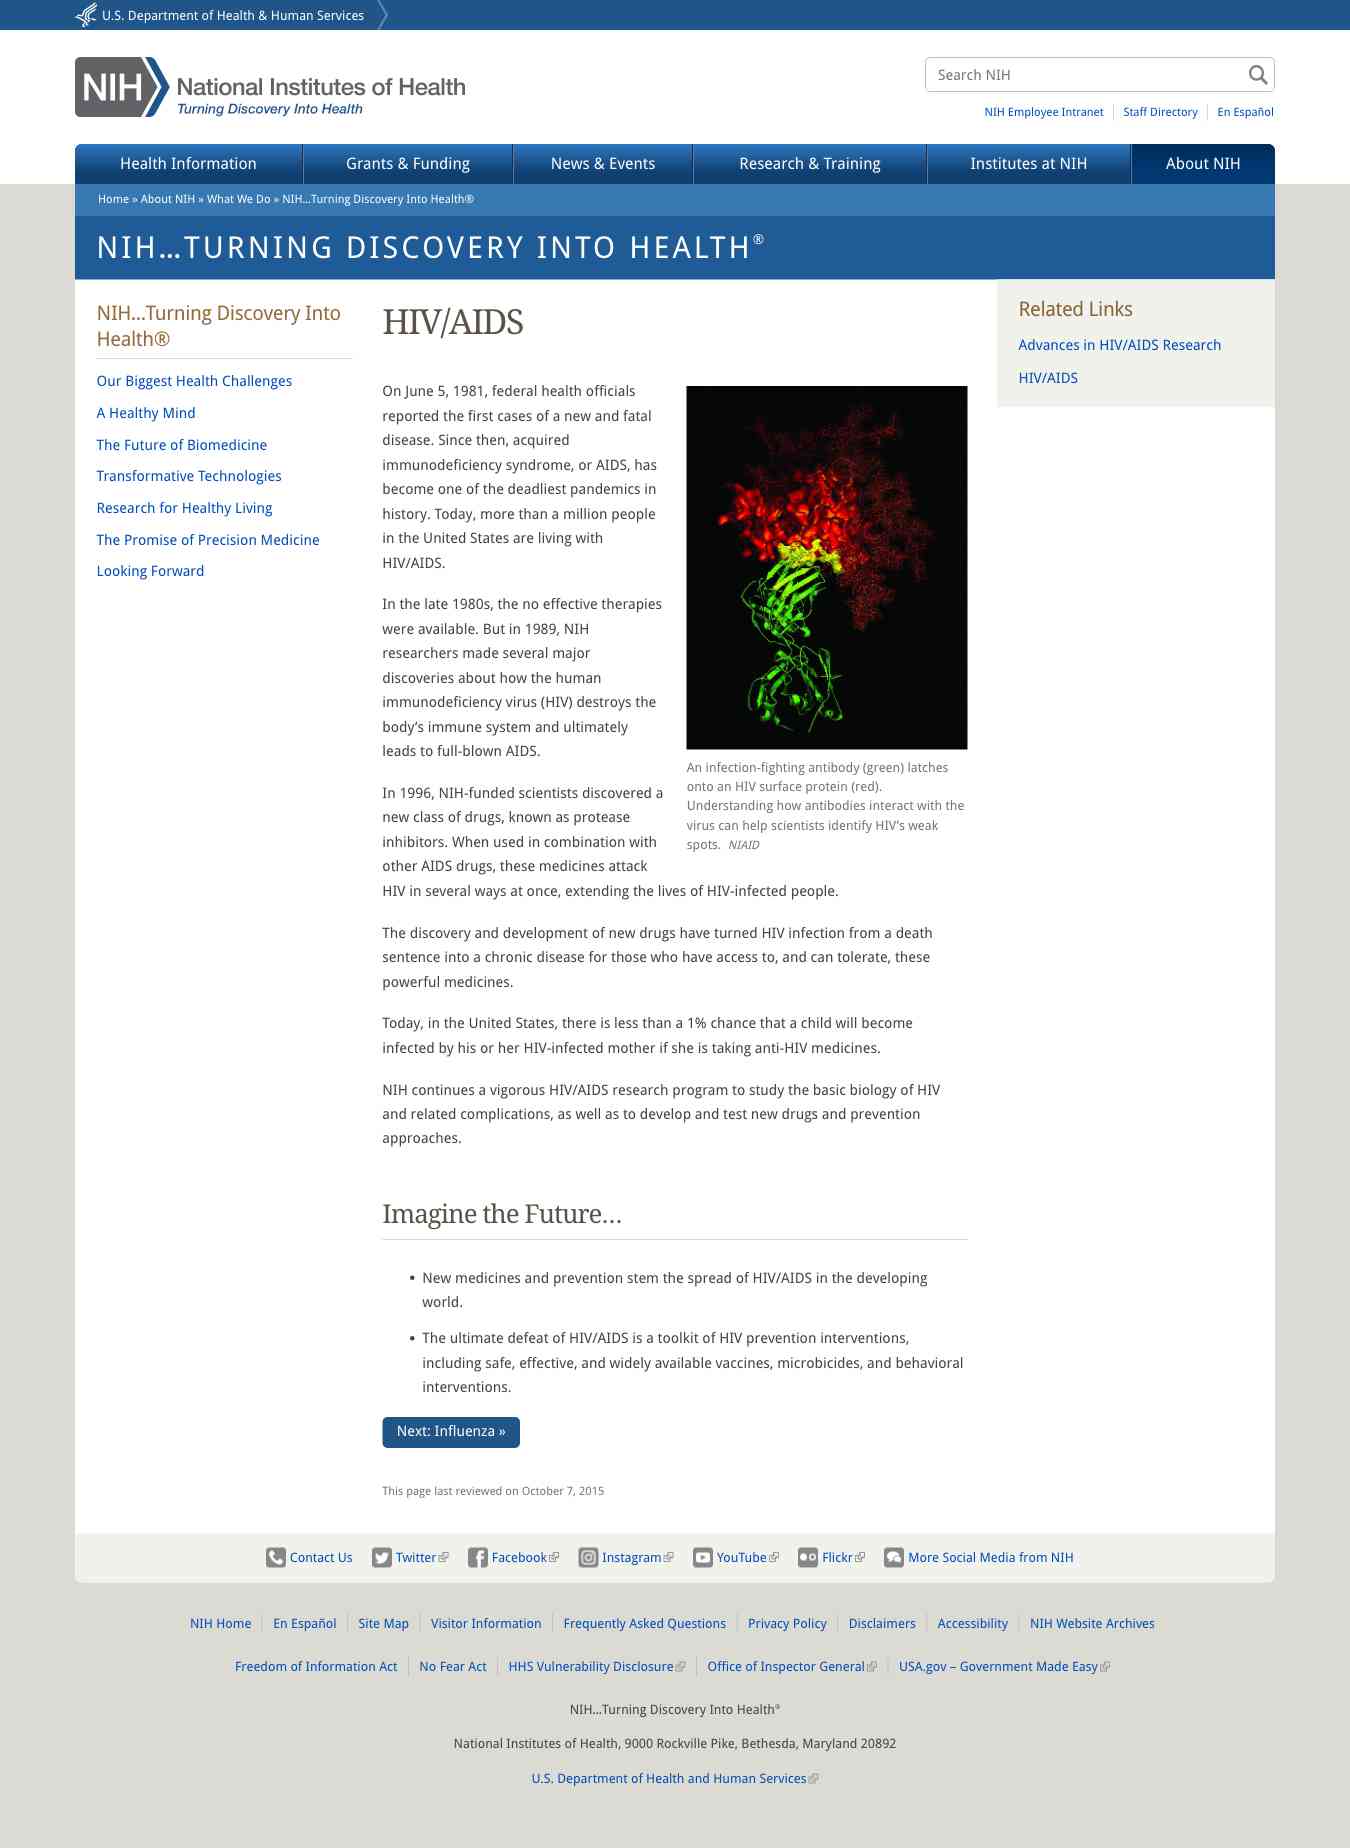 U.S. Department of Health & Human Services
NIH National Institutes of Health
Turning Discovery Into Health
Search NIH
NIH Employee Intranet Staff Directory En Español
Health Information Grants & Funding News & Events Research & Training Institutes at NIH About NIH
Home » About NIH » What We Do » NIH…Turning Discovery Into Health®
NIH…TURNING DISCOVERY INTO HEALTH®
NIH…Turning Discovery Into
Health®
Our Biggest Health Challenges
A Healthy Mind
The Future of Biomedicine
Transformative Technologies
Research for Healthy Living
The Promise of Precision Medicine
Looking Forward
HIV/AIDS
On June 5, 1981, federal health officials
reported the first cases of a new and fatal
disease. Since then, acquired
immunodeficiency syndrome, or AIDS, has
become one of the deadliest pandemics in
history. Today, more than a million people
in the United States are living with
HIV/AIDS.
In the late 1980s, the no effective therapies
were available. But in 1989, NIH
researchers made several major
discoveries about how the human
immunodeficiency virus (HIV) destroys the
body’s immune system and ultimately
leads to full-blown AIDS.
An infection-fighting antibody (green) latches
onto an HIV surface protein (red).
Understanding how antibodies interact with the
virus can help scientists identify HIV’s weak
spots. NIAID
In 1996, NIH-funded scientists discovered a
new class of drugs, known as protease
inhibitors. When used in combination with
other AIDS drugs, these medicines attack
HIV in several ways at once, extending the lives of HIV-infected people.
The discovery and development of new drugs have turned HIV infection from a death
sentence into a chronic disease for those who have access to, and can tolerate, these
powerful medicines.
Today, in the United States, there is less than a 1% chance that a child will become
infected by his or her HIV-infected mother if she is taking anti-HIV medicines.
NIH continues a vigorous HIV/AIDS research program to study the basic biology of HIV
and related complications, as well as to develop and test new drugs and prevention
approaches.
Imagine the Future…
• New medicines and prevention stem the spread of HIV/AIDS in the developing
world.
• The ultimate defeat of HIV/AIDS is a toolkit of HIV prevention interventions,
including safe, effective, and widely available vaccines, microbicides, and behavioral
interventions.
Next: Influenza »
This page last reviewed on October 7, 2015
Related Links
Advances in HIV/AIDS Research
HIV/AIDS
Contact Us Twitter Facebook Instagram YouTube Flickr More Social Media from NIH
NIH Home En Español Site Map Visitor Information Frequently Asked Questions Privacy Policy Disclaimers Accessibility NIH Website Archives
Freedom of Information Act No Fear Act HHS Vulnerability Disclosure Office of Inspector General USA.gov – Government Made Easy
NIH…Turning Discovery Into Health®
National Institutes of Health, 9000 Rockville Pike, Bethesda, Maryland 20892
U.S. Department of Health and Human Services